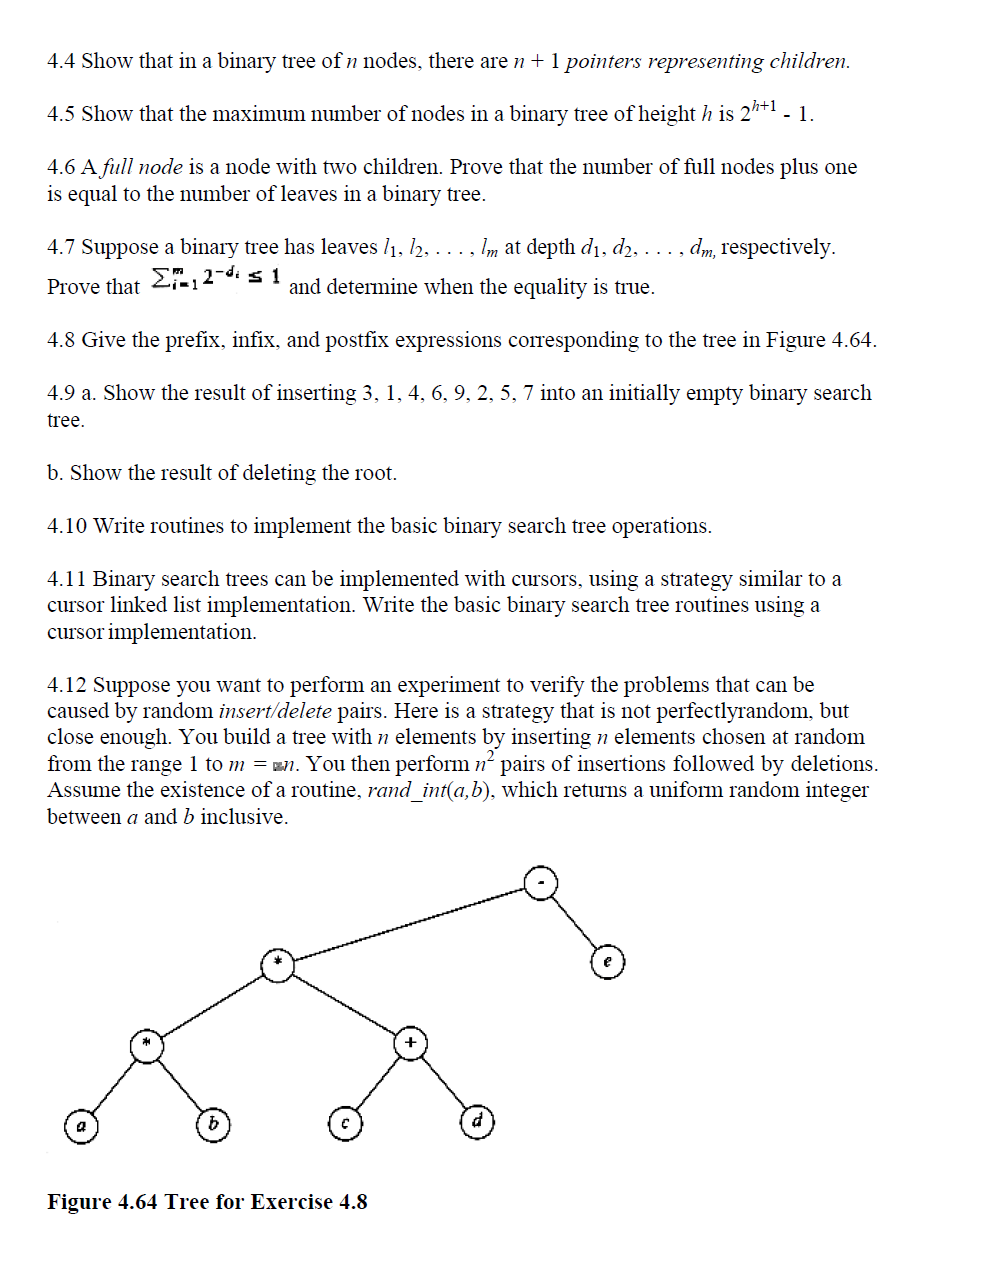 4.4 Show that in a binary tree of n nodes, there are n + 1 pointers representing children.
4.5 Show that the maximum number of nodes in a binary tree of height h is 2^{h+1} - 1.
4.6 A full node is a node with two children. Prove that the number of full nodes plus one
is equal to the number of leaves in a binary tree.
4.7 Suppose a binary tree has leaves l₁, l₂, . . . , lₘ at depth d₁, d₂, . . . , dₘ, respectively.
Prove that ∑^{m}_{i=1} 2^{-d_i} ≤ 1 and determine when the equality is true.
4.8 Give the prefix, infix, and postfix expressions corresponding to the tree in Figure 4.64.
4.9 a. Show the result of inserting 3, 1, 4, 6, 9, 2, 5, 7 into an initially empty binary search
tree.
b. Show the result of deleting the root.
4.10 Write routines to implement the basic binary search tree operations.
4.11 Binary search trees can be implemented with cursors, using a strategy similar to a
cursor linked list implementation. Write the basic binary search tree routines using a
cursor implementation.
4.12 Suppose you want to perform an experiment to verify the problems that can be
caused by random insert/delete pairs. Here is a strategy that is not perfectlyrandom, but
close enough. You build a tree with n elements by inserting n elements chosen at random
from the range 1 to m = n. You then perform n² pairs of insertions followed by deletions.
Assume the existence of a routine, rand_int(a,b), which returns a uniform random integer
between a and b inclusive.
-
* e
* +
a b c d
Figure 4.64 Tree for Exercise 4.8